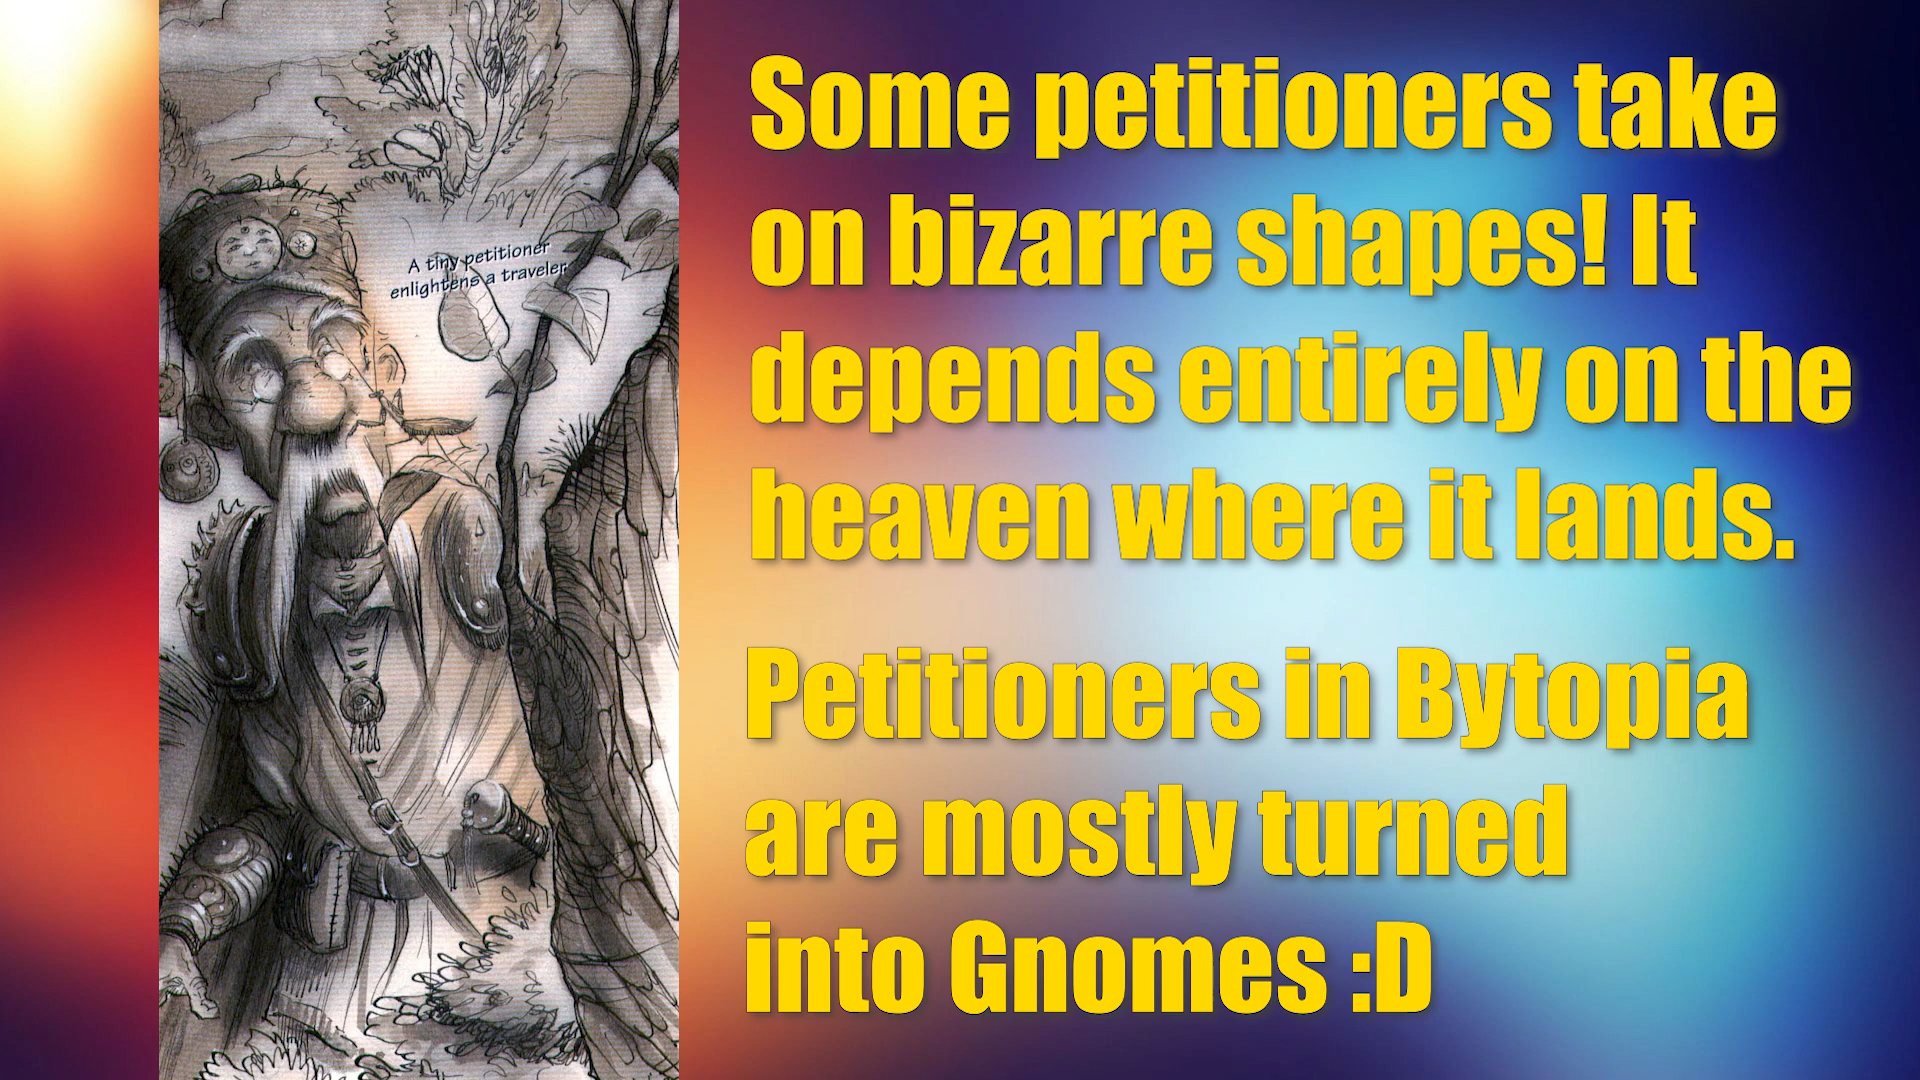 A tiny petitioner
enlightens a traveler
Some petitioners take
on bizarre shapes! It
depends entirely on the
heaven where it lands.
Petitioners in Bytopia
are mostly turned
into Gnomes :D